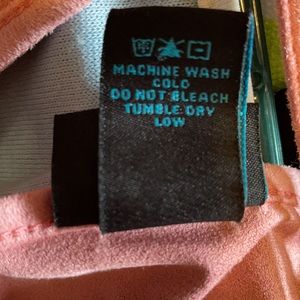 MACHINE WASH
COLD
DO NOT BLEACH
TUMBLE DRY
LOW